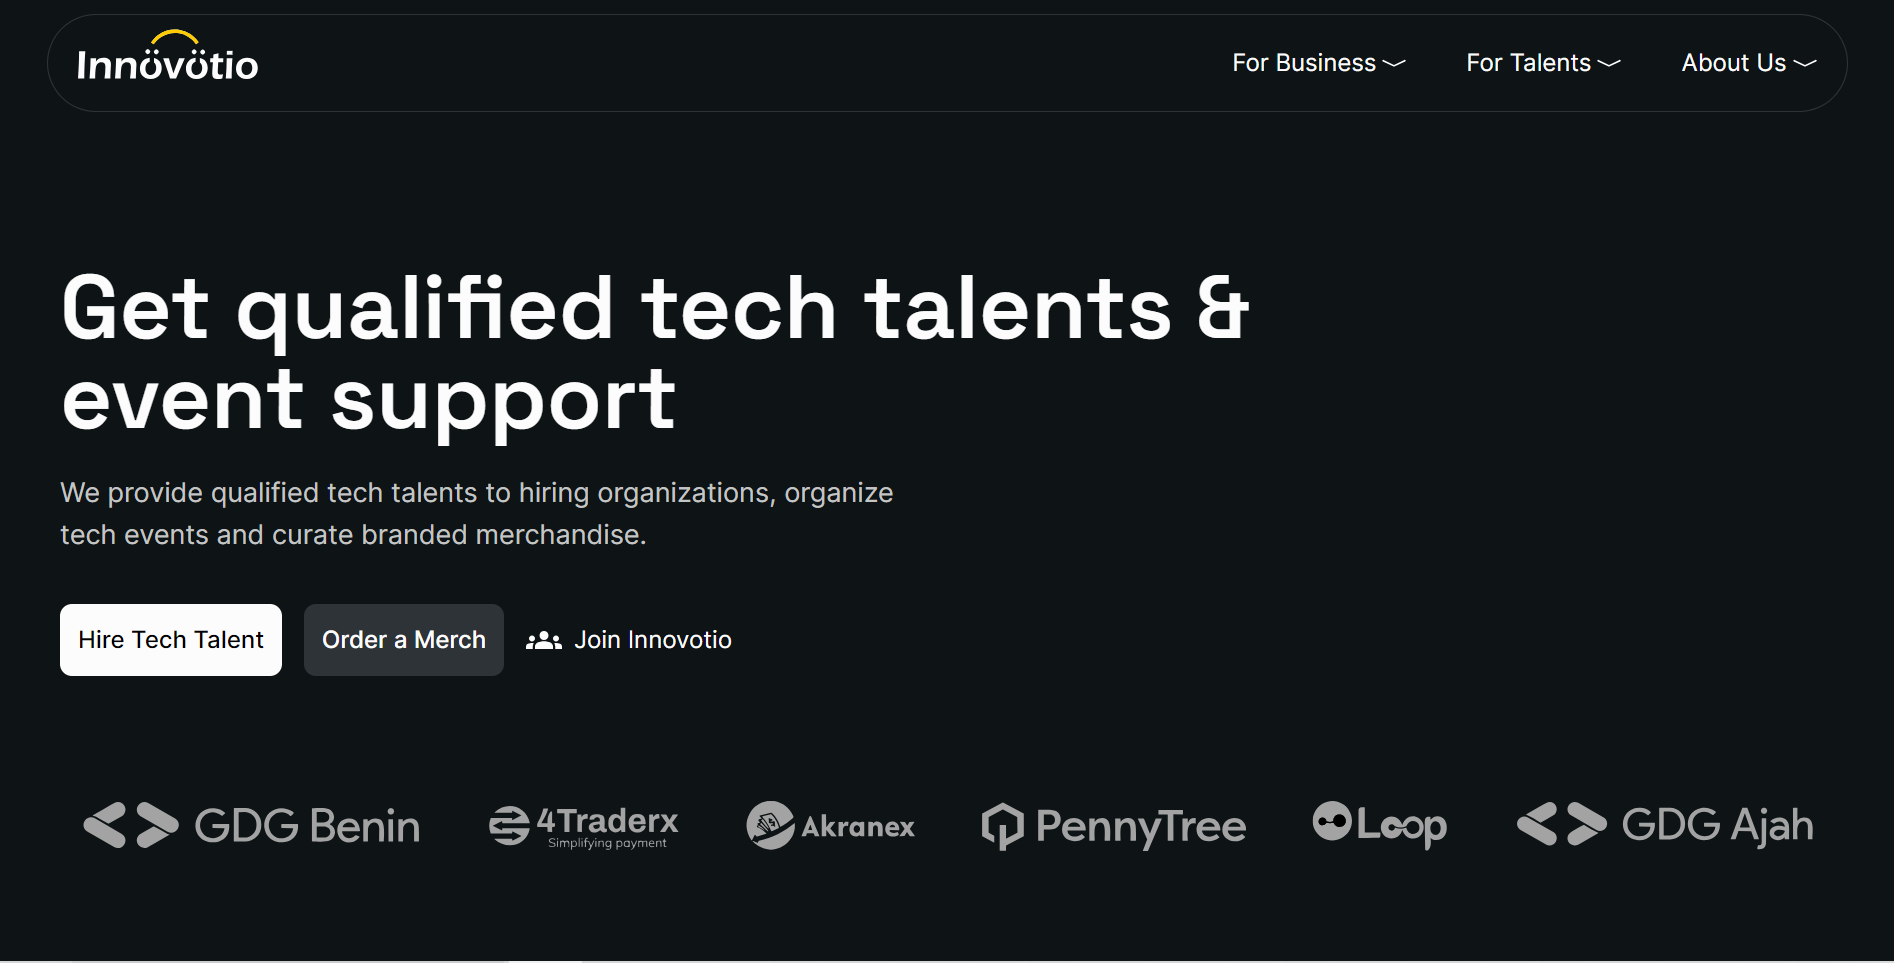 Innövötio
For Business
For Talents
About Us
Get qualified tech talents &
event support
We provide qualified tech talents to hiring organizations, organize
tech events and curate branded merchandise.
Hire Tech Talent
Order a Merch
Join Innovotio
GDG Benin
4Traderx
Simplifying payment
Akranex
PennyTree
Loop
GDG Ajah